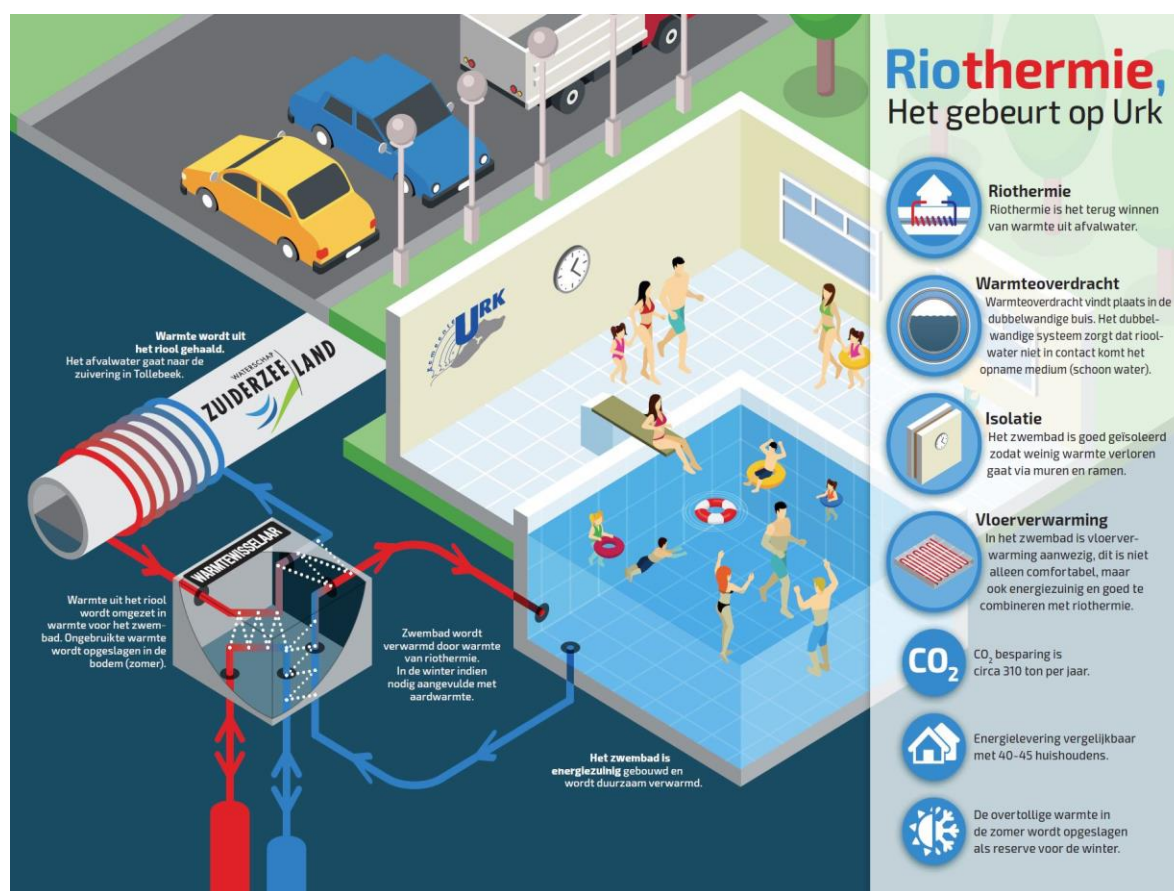 Riothermie,
Het gebeurt op Urk
Riothermie
Riothermie is het terug winnen
van warmte uit afvalwater.
Warmteoverdracht
Warmteoverdracht vindt plaats in de
dubbelwandige buis. Het dubbel-
wandige systeem zorgt dat riool-
water niet in contact komt het
opname medium (schoon water).
Isolatie
Het zwembad is goed geïsoleerd
zodat weinig warmte verloren
gaat via muren en ramen.
Vloerverwarming
In het zwembad is vloerver-
warming aanwezig, dit is niet
alleen comfortabel, maar
ook energiezuinig en goed te
combineren met riothermie.
CO₂
CO₂ besparing is
circa 310 ton per jaar.
Energielevering vergelijkbaar
met 40-45 huishoudens.
De overtollige warmte in
de zomer wordt opgeslagen
als reserve voor de winter.
gemeente
URK
Warmte wordt uit
het riool gehaald.
Het afvalwater gaat naar de
zuivering in Tollebeek.
WATERSCHAP
ZUIDERZEELAND
WARMTEWISSELAAR
Warmte uit het riool
wordt omgezet in
warmte voor het zwem-
bad. Ongebruikte warmte
wordt opgeslagen in de
bodem (zomer).
Zwembad wordt
verwarmd door warmte
van riothermie.
In de winter indien
nodig aangevulde met
aardwarmte.
Het zwembad is
energiezuinig gebouwd en
wordt duurzaam verwarmd.